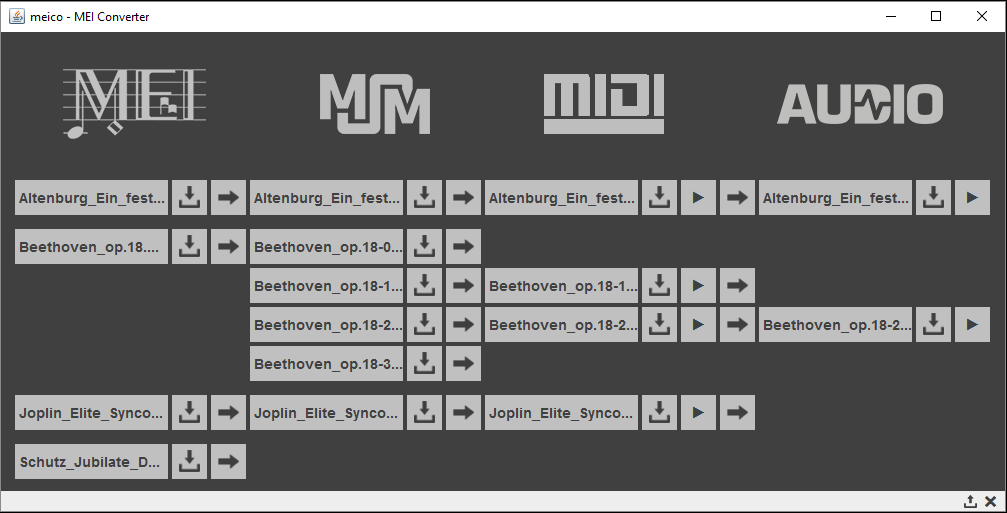 meico - MEI Converter
MEI MSM MIDI AUDIO
Altenburg_Ein_fest... Altenburg_Ein_fest... Altenburg_Ein_fest... Altenburg_Ein_fest...
Beethoven_op.18.... Beethoven_op.18-0...
Beethoven_op.18-1... Beethoven_op.18-1...
Beethoven_op.18-2... Beethoven_op.18-2... Beethoven_op.18-2...
Beethoven_op.18-3...
Joplin_Elite_Synco... Joplin_Elite_Synco... Joplin_Elite_Synco...
Schutz_Jubilate_D...